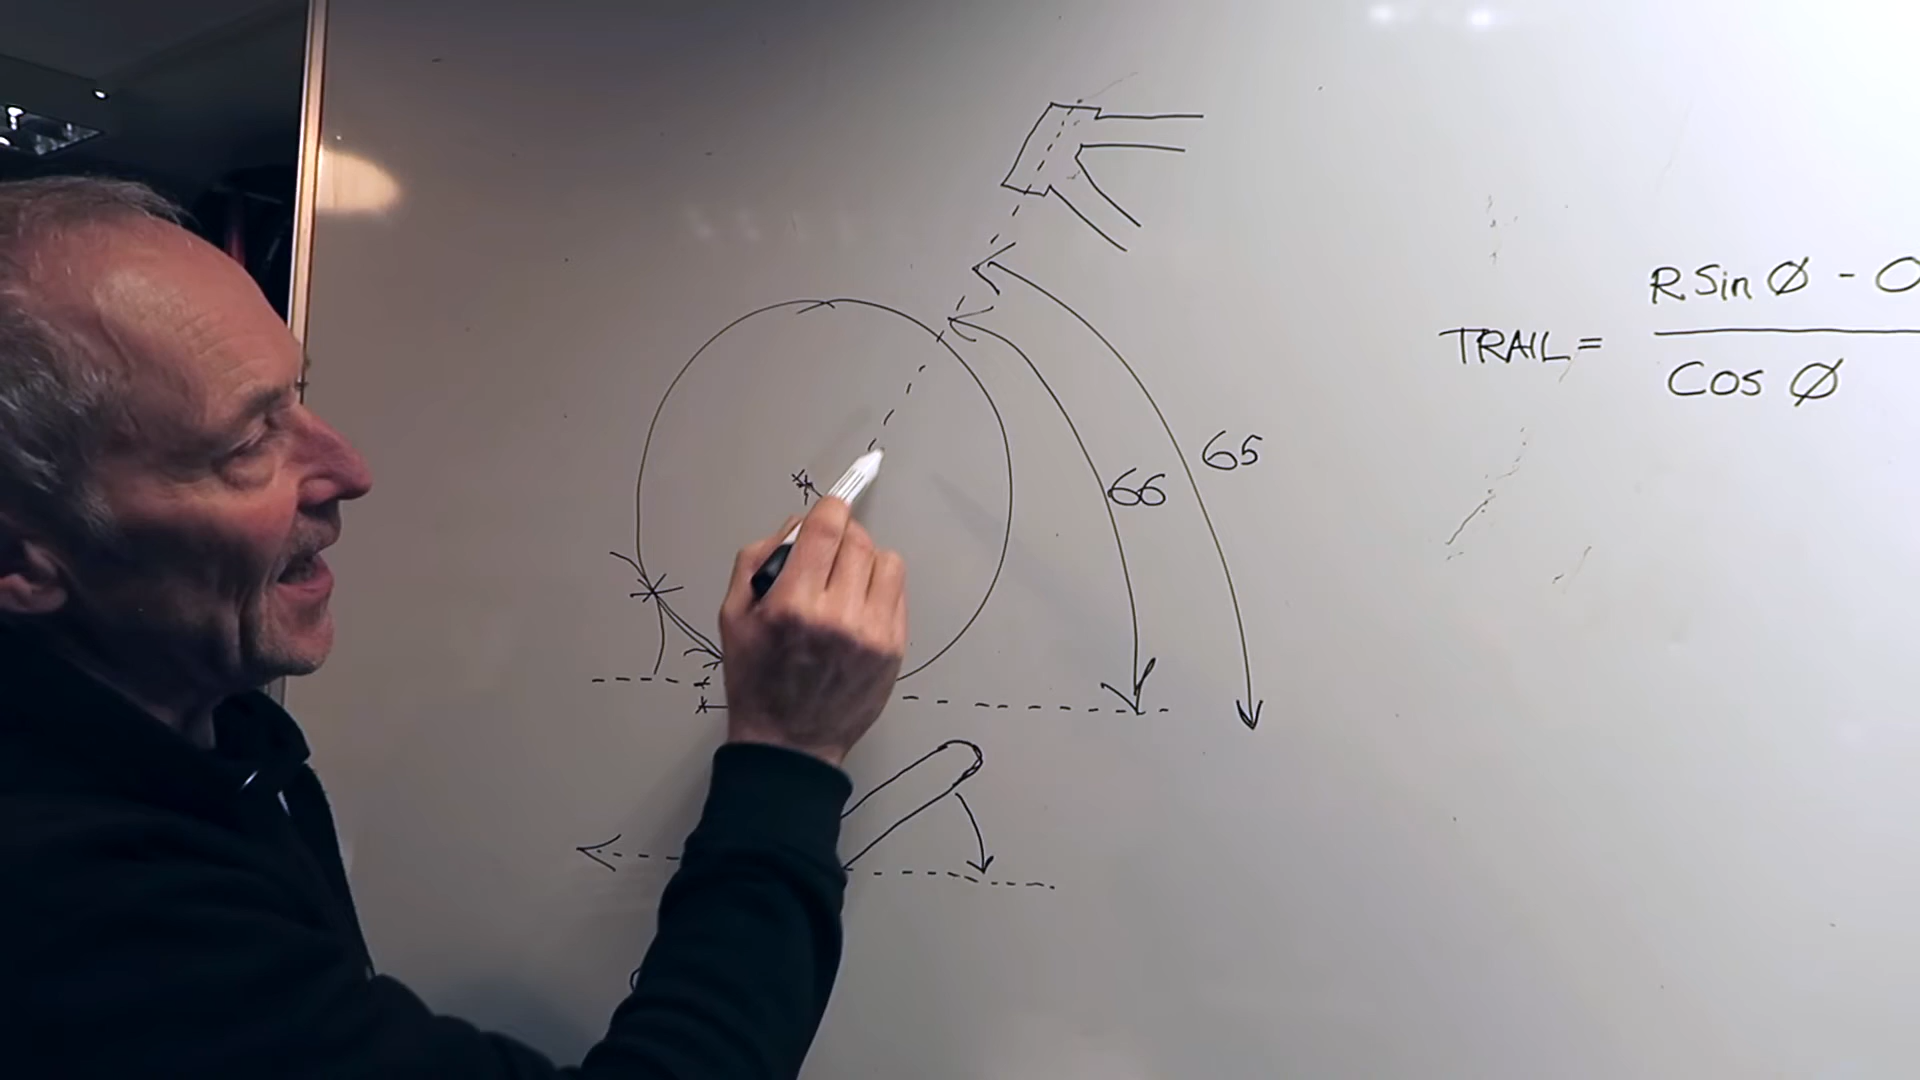 R Sin Ø - O
TRAIL =
Cos Ø
65
66